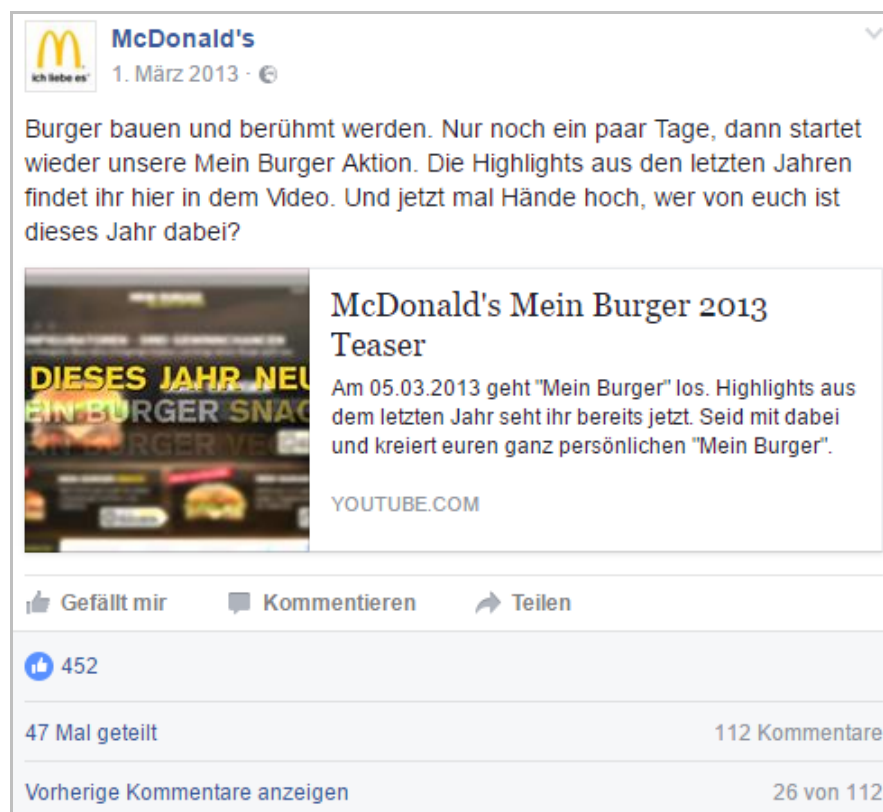 McDonald's
ich liebe es®
1. März 2013 ·
Burger bauen und berühmt werden. Nur noch ein paar Tage, dann startet
wieder unsere Mein Burger Aktion. Die Highlights aus den letzten Jahren
findet ihr hier in dem Video. Und jetzt mal Hände hoch, wer von euch ist
dieses Jahr dabei?
MEIN BURGER
DIESES JAHR NEU
EIN BURGER SNAC
McDonald's Mein Burger 2013
Teaser
Am 05.03.2013 geht "Mein Burger" los. Highlights aus
dem letzten Jahr seht ihr bereits jetzt. Seid mit dabei
und kreiert euren ganz persönlichen "Mein Burger".
YOUTUBE.COM
Gefällt mir Kommentieren Teilen
452
47 Mal geteilt 112 Kommentare
Vorherige Kommentare anzeigen 26 von 112